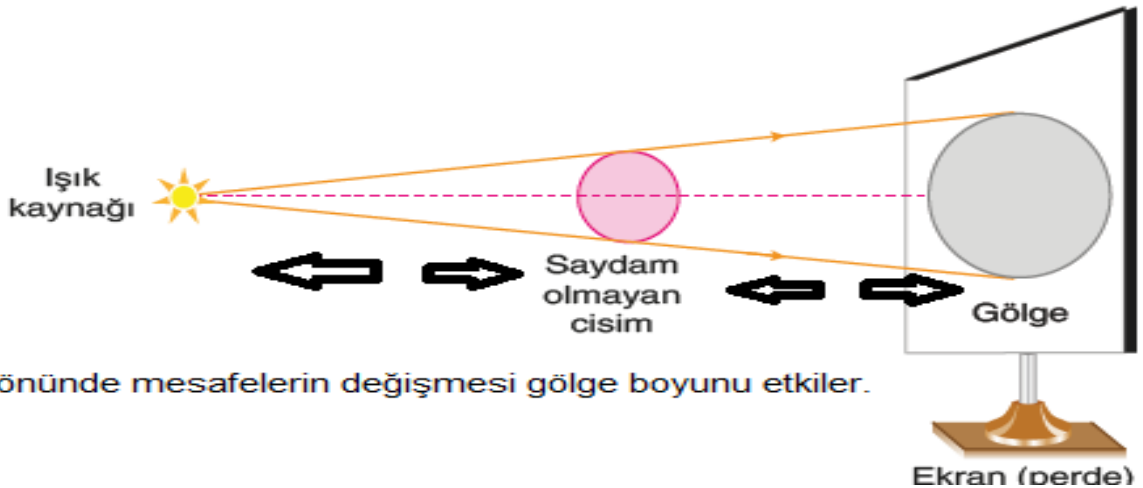 Işık
kaynağı
Saydam
olmayan
cisim
Gölge
önünde mesafelerin değişmesi gölge boyunu etkiler.
Ekran (perde)